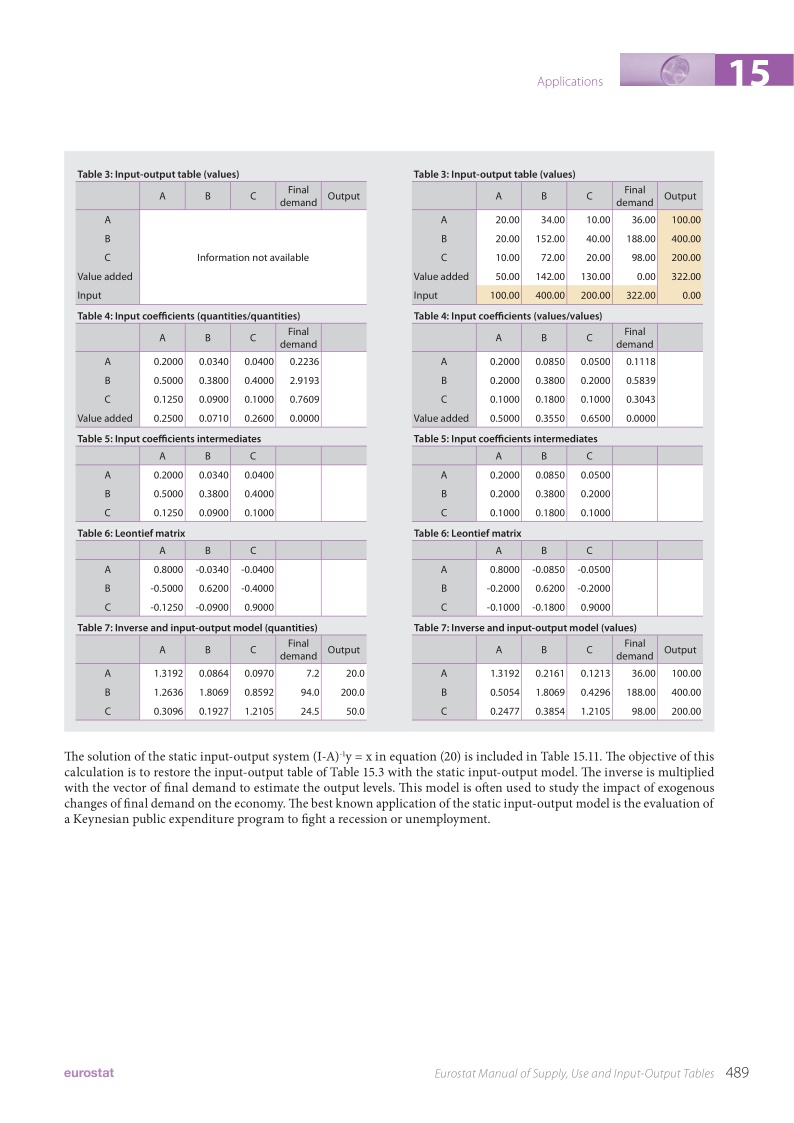 Applications
15
Table 3: Input-output table (values)
A B C Final demand Output
A
B
C Information not available
Value added
Input
Table 4: Input coefficients (quantities/quantities)
A B C Final demand
A 0.2000 0.0340 0.0400 0.2236
B 0.5000 0.3800 0.4000 2.9193
C 0.1250 0.0900 0.1000 0.7609
Value added 0.2500 0.0710 0.2600 0.0000
Table 5: Input coefficients intermediates
A B C
A 0.2000 0.0340 0.0400
B 0.5000 0.3800 0.4000
C 0.1250 0.0900 0.1000
Table 6: Leontief matrix
A B C
A 0.8000 -0.0340 -0.0400
B -0.5000 0.6200 -0.4000
C -0.1250 -0.0900 0.9000
Table 7: Inverse and input-output model (quantities)
A B C Final demand Output
A 1.3192 0.0864 0.0970 7.2 20.0
B 1.2636 1.8069 0.8592 94.0 200.0
C 0.3096 0.1927 1.2105 24.5 50.0
Table 3: Input-output table (values)
A B C Final demand Output
A 20.00 34.00 10.00 36.00 100.00
B 20.00 152.00 40.00 188.00 400.00
C 10.00 72.00 20.00 98.00 200.00
Value added 50.00 142.00 130.00 0.00 322.00
Input 100.00 400.00 200.00 322.00 0.00
Table 4: Input coefficients (values/values)
A B C Final demand
A 0.2000 0.0850 0.0500 0.1118
B 0.2000 0.3800 0.2000 0.5839
C 0.1000 0.1800 0.1000 0.3043
Value added 0.5000 0.3550 0.6500 0.0000
Table 5: Input coefficients intermediates
A B C
A 0.2000 0.0850 0.0500
B 0.2000 0.3800 0.2000
C 0.1000 0.1800 0.1000
Table 6: Leontief matrix
A B C
A 0.8000 -0.0850 -0.0500
B -0.2000 0.6200 -0.2000
C -0.1000 -0.1800 0.9000
Table 7: Inverse and input-output model (values)
A B C Final demand Output
A 1.3192 0.2161 0.1213 36.00 100.00
B 0.5054 1.8069 0.4296 188.00 400.00
C 0.2477 0.3854 1.2105 98.00 200.00
The solution of the static input-output system (I-A)⁻¹y = x in equation (20) is included in Table 15.11. The objective of this
calculation is to restore the input-output table of Table 15.3 with the static input-output model. The inverse is multiplied
with the vector of final demand to estimate the output levels. This model is often used to study the impact of exogenous
changes of final demand on the economy. The best known application of the static input-output model is the evaluation of
a Keynesian public expenditure program to fight a recession or unemployment.
eurostat
Eurostat Manual of Supply, Use and Input-Output Tables 489